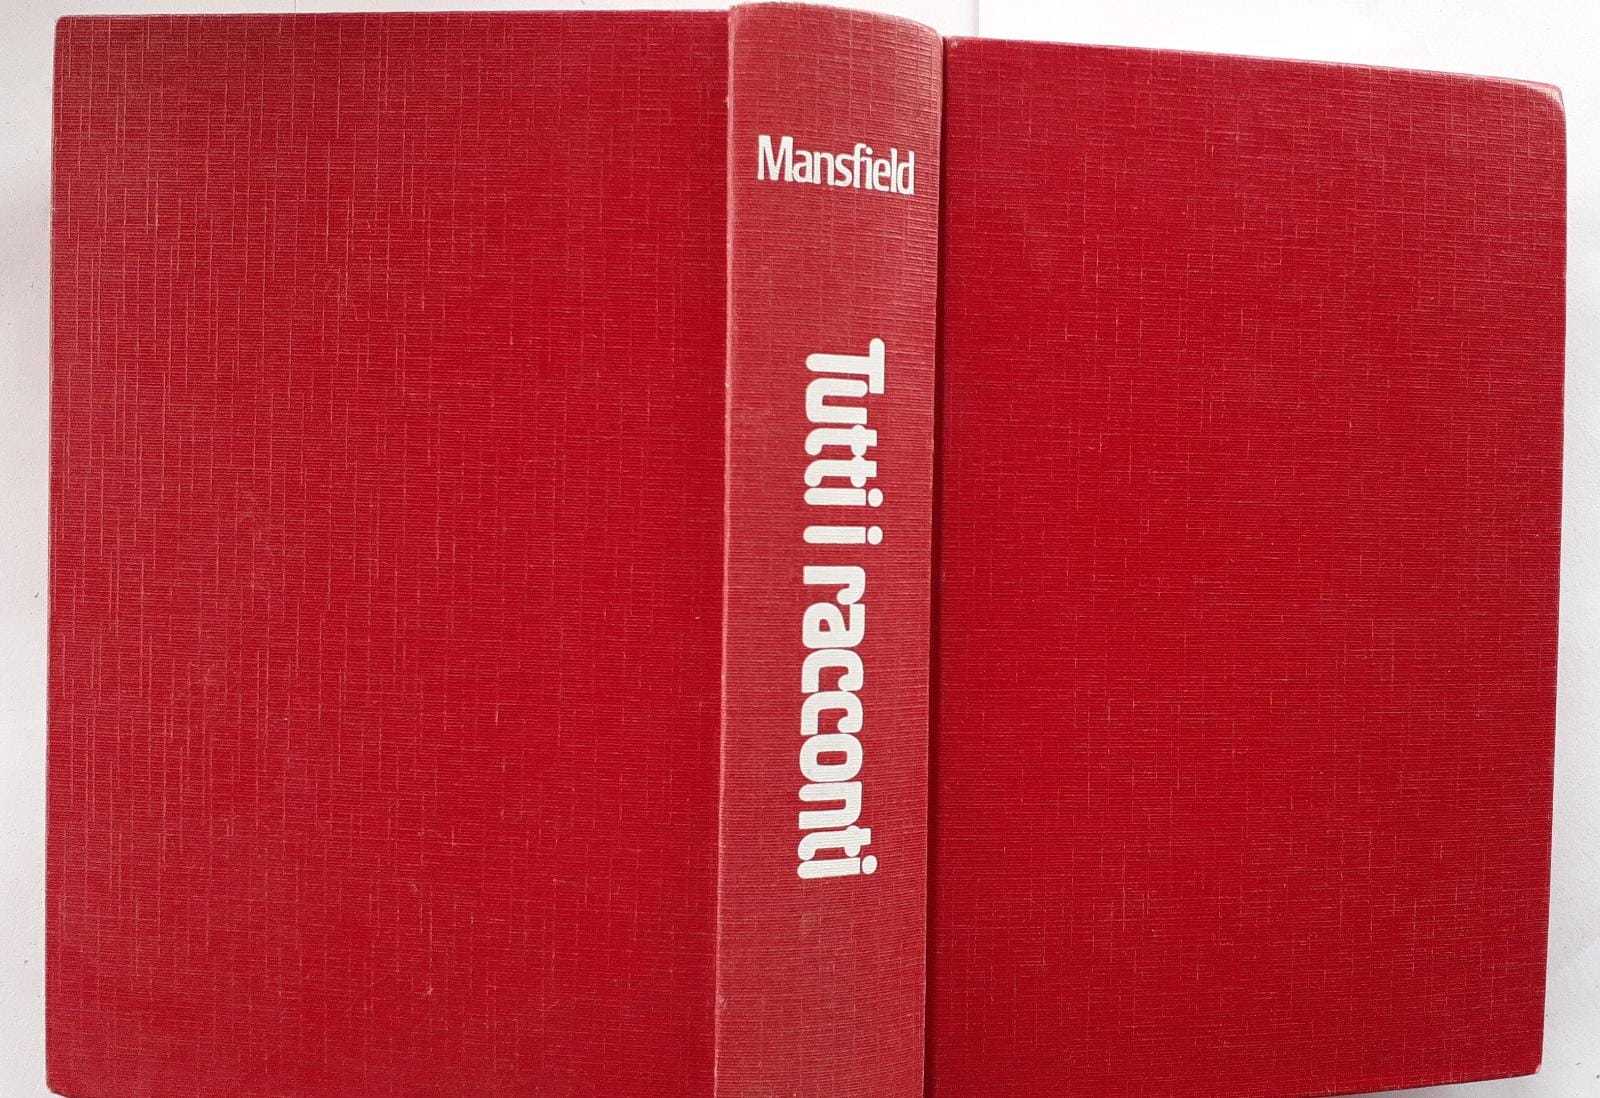 Mansfield
Tutti i racconti